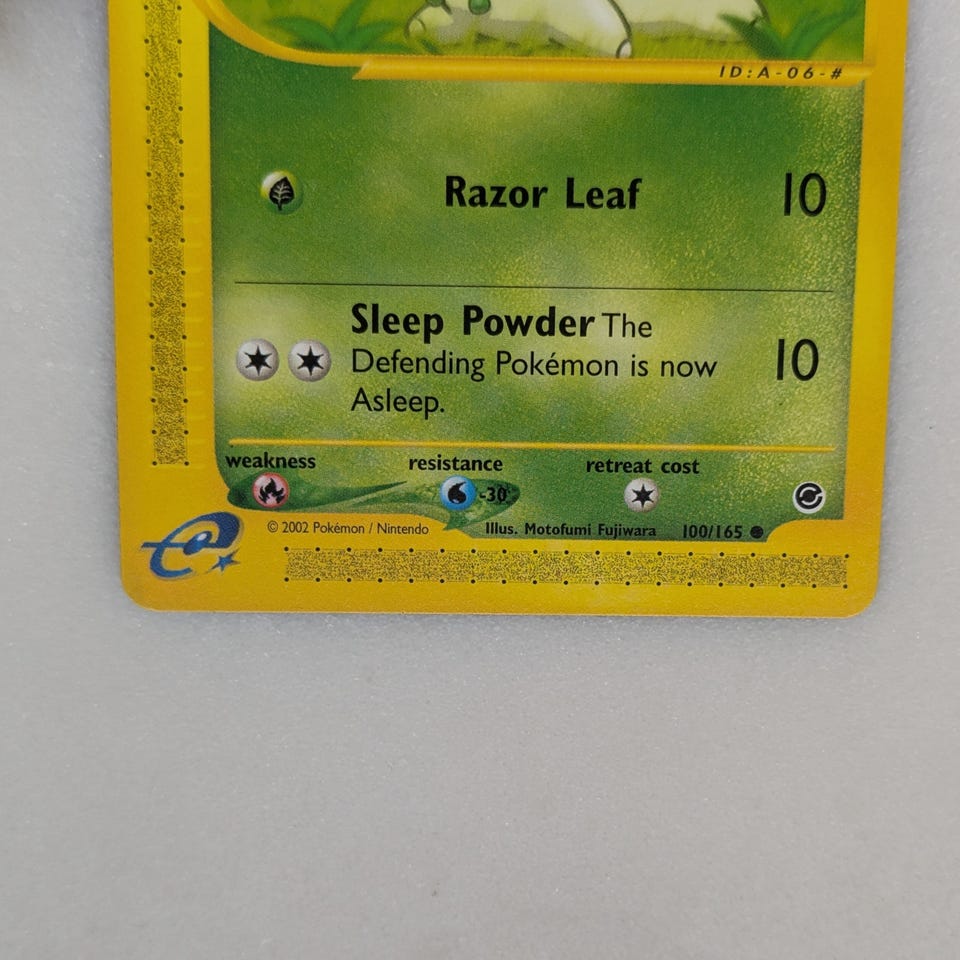 ID:A-06-#
Razor Leaf 10
Sleep Powder The
Defending Pokémon is now
Asleep.
10
weakness resistance retreat cost
-30
© 2002 Pokémon / Nintendo Illus. Motofumi Fujiwara 100/165
e